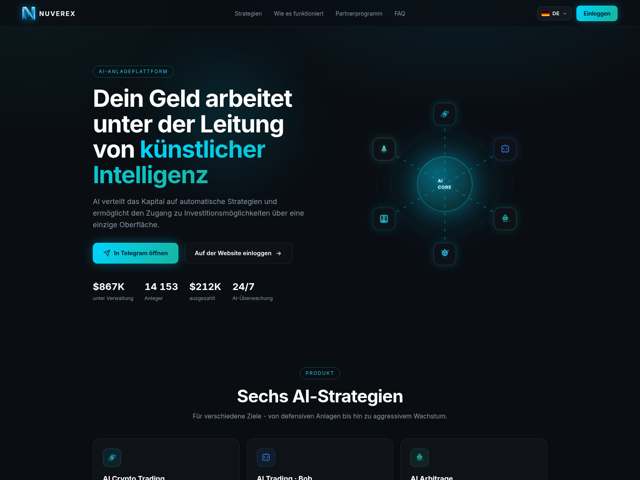 NUVEREX
Strategien
Wie es funktioniert
Partnerprogramm
FAQ
DE
Einloggen
AI-ANLAGEPLATTFORM
Dein Geld arbeitet
unter der Leitung
von künstlicher
Intelligenz
AI verteilt das Kapital auf automatische Strategien und
ermöglicht den Zugang zu Investitionsmöglichkeiten über eine
einzige Oberfläche.
In Telegram öffnen
Auf der Website einloggen →
$867K
14 153
$212K
24/7
unter Verwaltung
Anleger
ausgezahlt
AI-Überwachung
AI
CORE
PRODUKT
Sechs AI-Strategien
Für verschiedene Ziele - von defensiven Anlagen bis hin zu aggressivem Wachstum.
AI Crypto Trading
AI Trading · Bob
AI Arbitrage